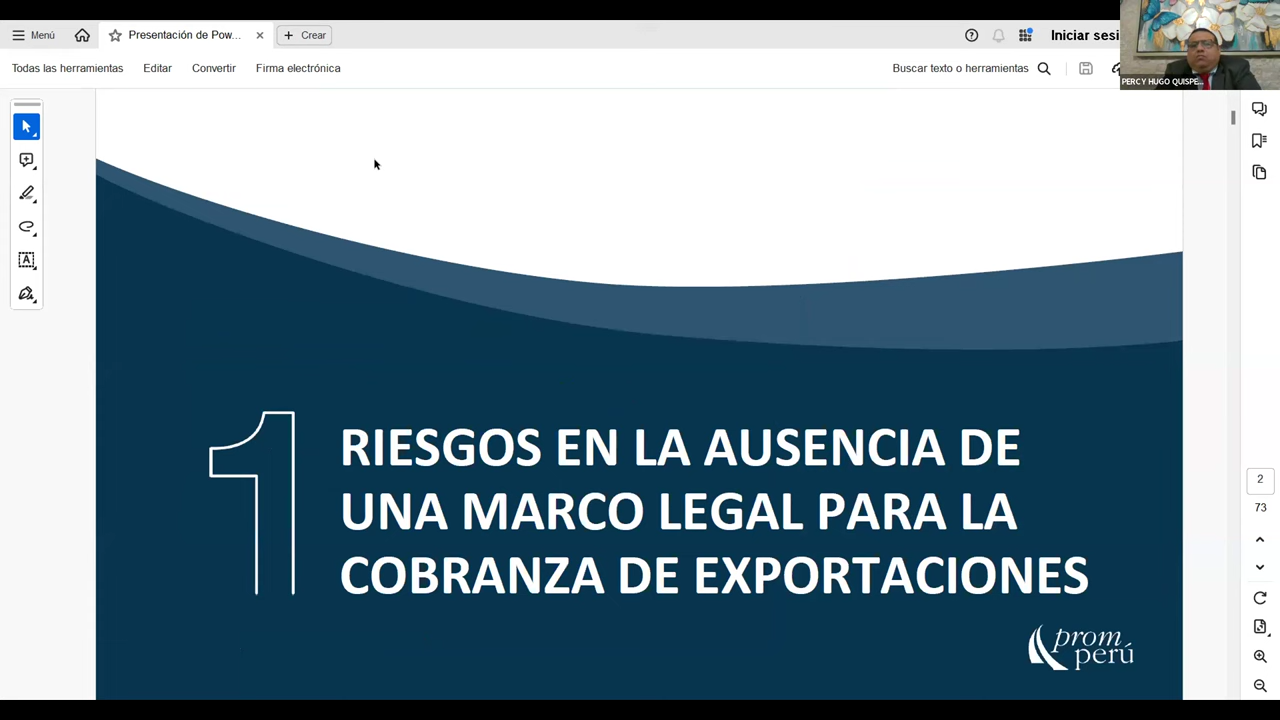 Menú
Presentación de Pow...
Crear
Iniciar sesi
Todas las herramientas
Editar
Convertir
Firma electrónica
Buscar texto o herramientas
PERCY HUGO QUISPE...
1
RIESGOS EN LA AUSENCIA DE
UNA MARCO LEGAL PARA LA
COBRANZA DE EXPORTACIONES
prom
perú
2
73